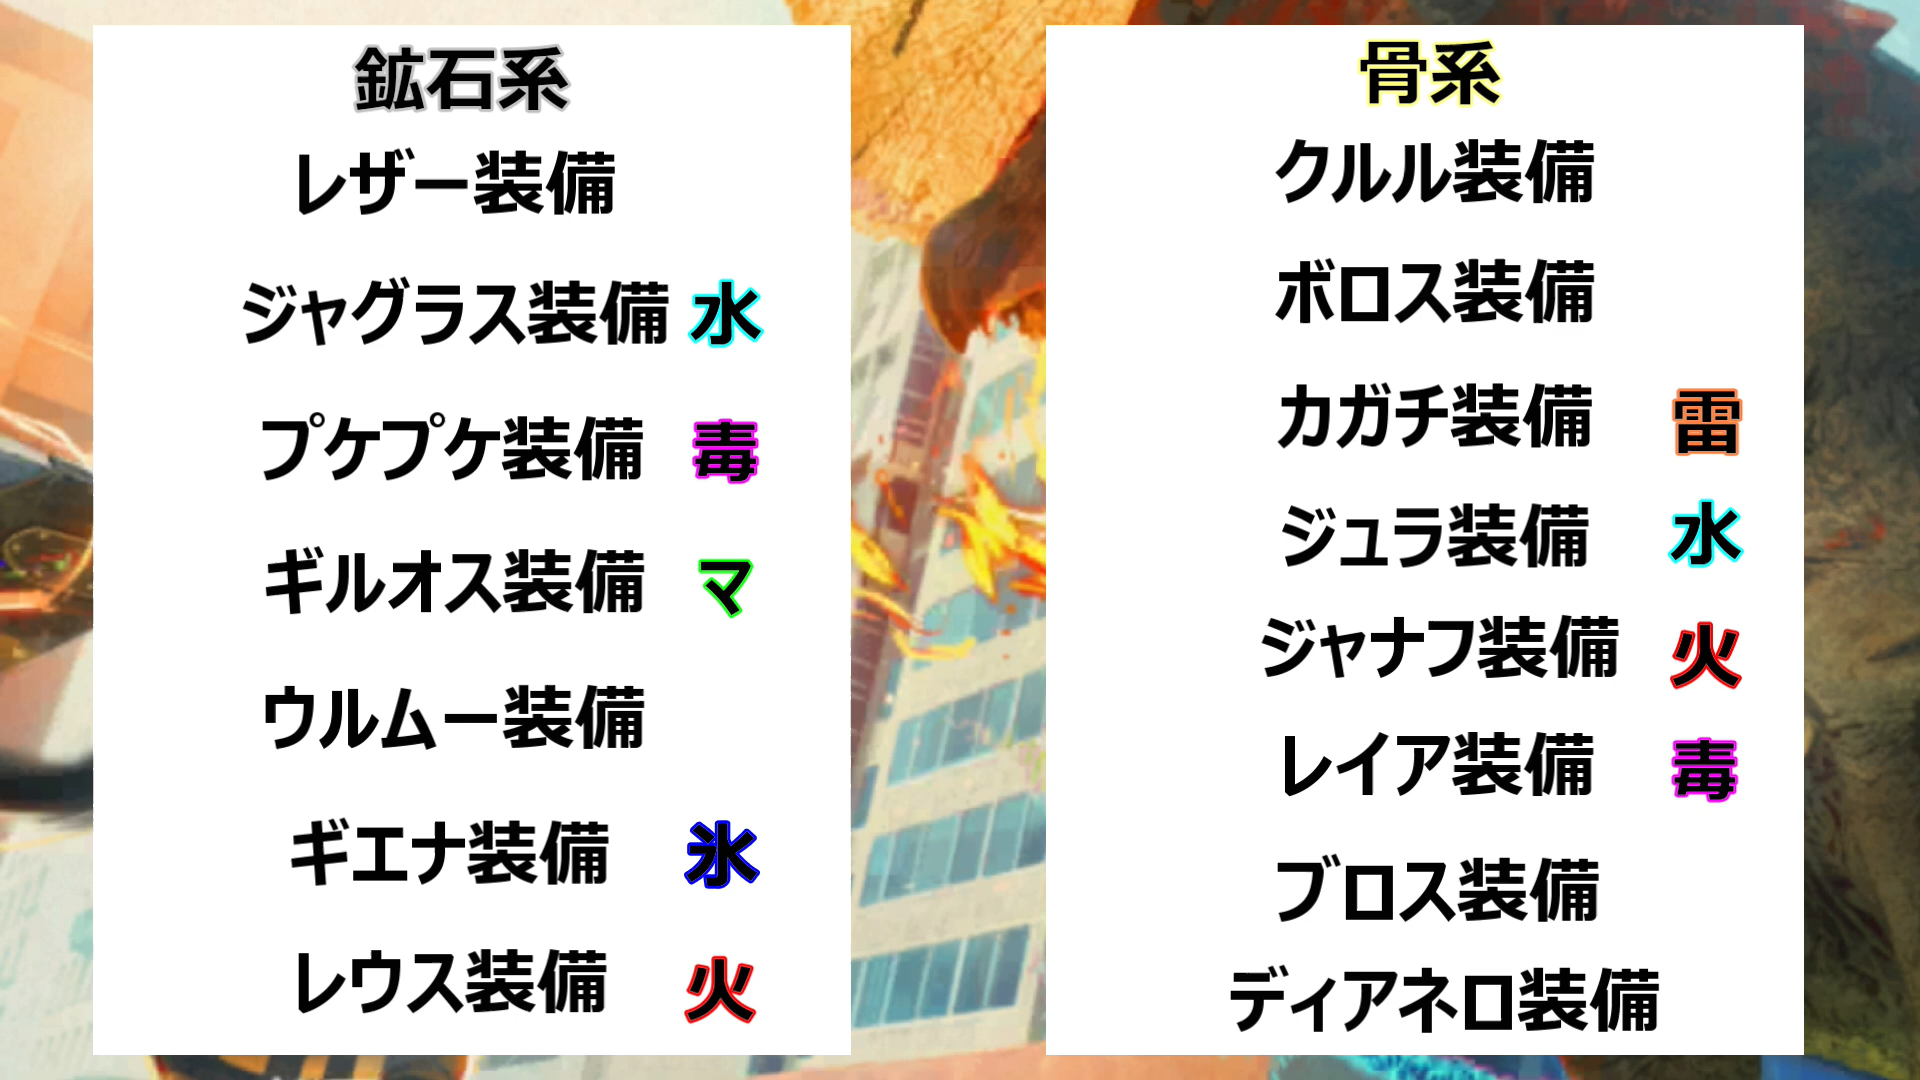 鉱石系
レザー装備
ジャグラス装備 水
プケプケ装備 毒
ギルオス装備 マ
ウルムー装備
ギエナ装備 氷
レウス装備 火
骨系
クルル装備
ボロス装備
カガチ装備 雷
ジュラ装備 水
ジャナフ装備 火
レイア装備 毒
ブロス装備
ディアネロ装備